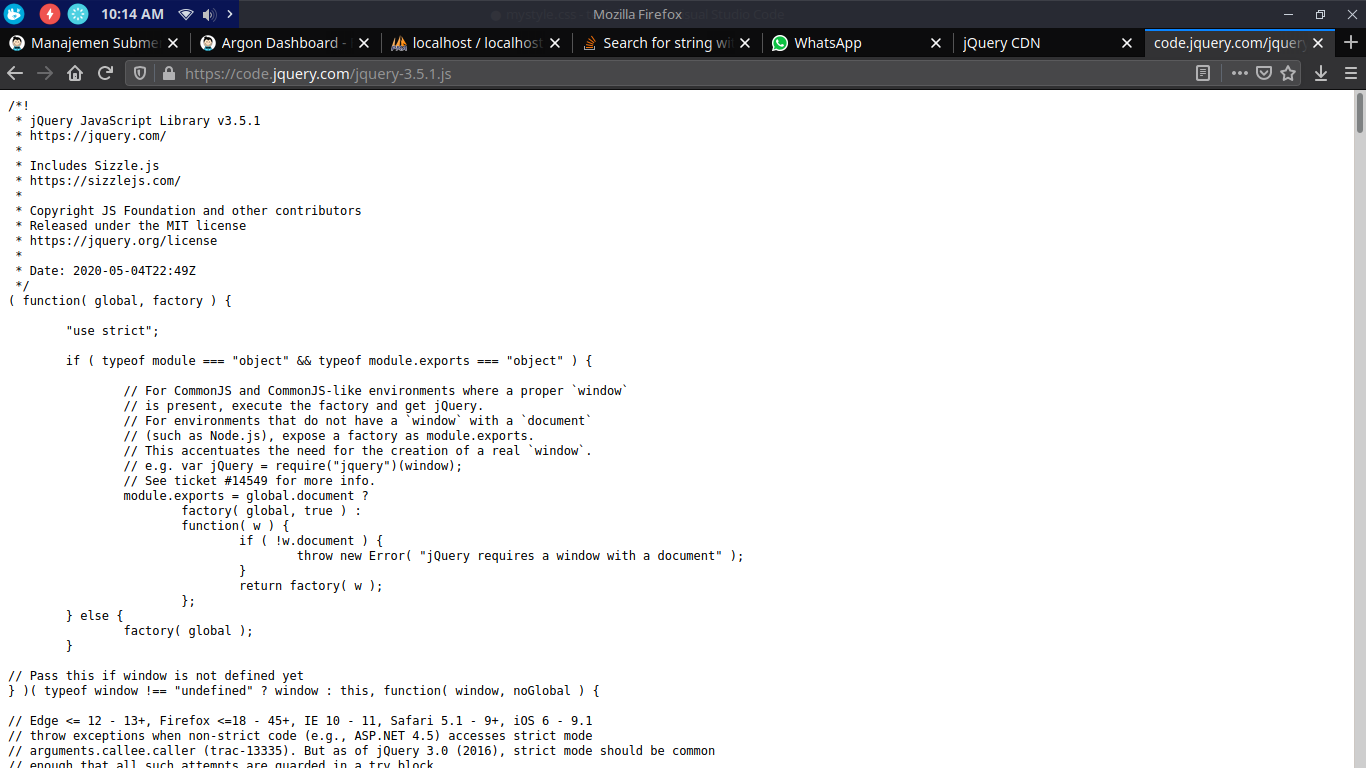 10:14 AM
Mozilla Firefox
Manajemen Subme
Argon Dashboard -
localhost / localhost
Search for string wi
WhatsApp
jQuery CDN
code.jquery.com/jquery
https://code.jquery.com/jquery-3.5.1.js
/*!
 * jQuery JavaScript Library v3.5.1
 * https://jquery.com/
 *
 * Includes Sizzle.js
 * https://sizzlejs.com/
 *
 * Copyright JS Foundation and other contributors
 * Released under the MIT license
 * https://jquery.org/license
 *
 * Date: 2020-05-04T22:49Z
 */
( function( global, factory ) {
"use strict";
if ( typeof module === "object" && typeof module.exports === "object" ) {
// For CommonJS and CommonJS-like environments where a proper `window`
// is present, execute the factory and get jQuery.
// For environments that do not have a `window` with a `document`
// (such as Node.js), expose a factory as module.exports.
// This accentuates the need for the creation of a real `window`.
// e.g. var jQuery = require("jquery")(window);
// See ticket #14549 for more info.
module.exports = global.document ?
factory( global, true ) :
function( w ) {
if ( !w.document ) {
throw new Error( "jQuery requires a window with a document" );
}
return factory( w );
};
} else {
factory( global );
}
// Pass this if window is not defined yet
} )( typeof window !== "undefined" ? window : this, function( window, noGlobal ) {
// Edge <= 12 - 13+, Firefox <=18 - 45+, IE 10 - 11, Safari 5.1 - 9+, iOS 6 - 9.1
// throw exceptions when non-strict code (e.g., ASP.NET 4.5) accesses strict mode
// arguments.callee.caller (trac-13335). But as of jQuery 3.0 (2016), strict mode should be common
// enough that all such attempts are guarded in a try block.